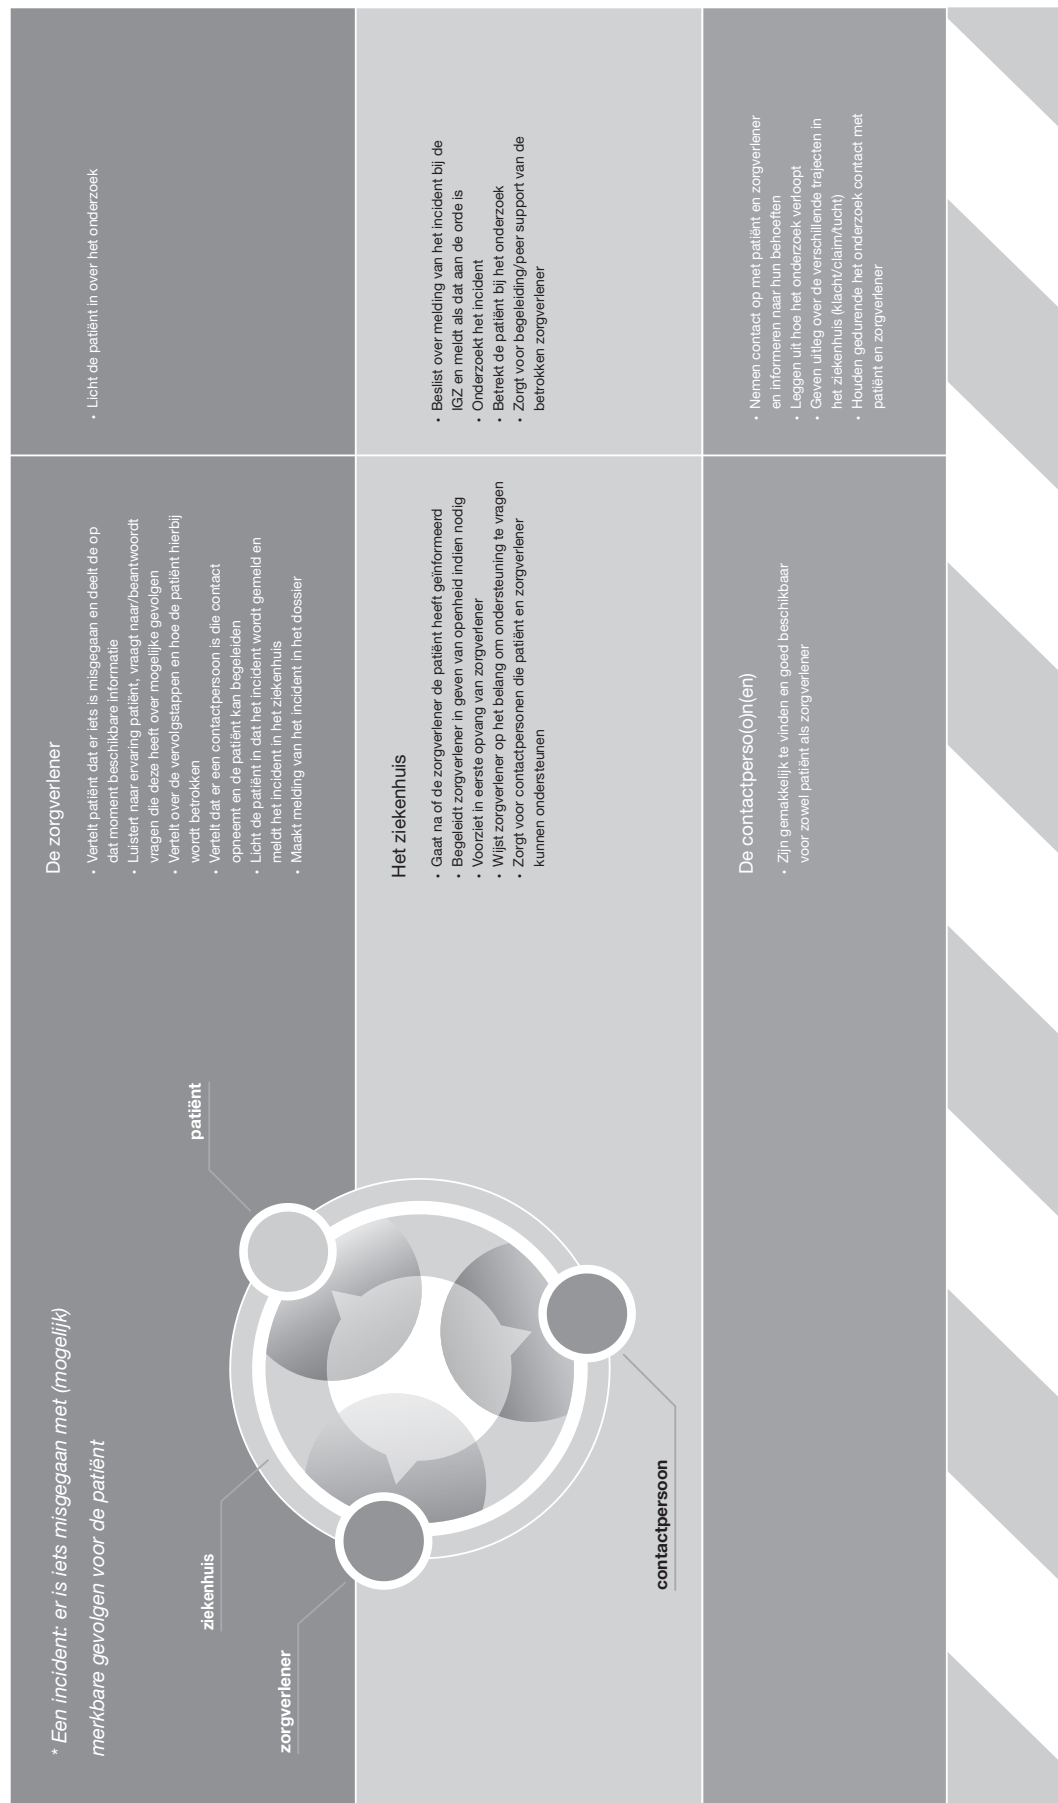 * Een incident: er is iets misgegaan met (mogelijk)
merkbare gevolgen voor de patiënt
ziekenhuis
zorgverlener
patiënt
contactpersoon
De zorgverlener
• Vertelt patiënt dat er iets is misgegaan en deelt de op
dat moment beschikbare informatie
• Luistert naar ervaring patiënt, vraagt naar/beantwoordt
vragen die deze heeft over mogelijke gevolgen
• Vertelt over de vervolgstappen en hoe de patiënt hierbij
wordt betrokken
• Vertelt dat er een contactpersoon is die contact
opneemt en de patiënt kan begeleiden
• Licht de patiënt in dat het incident wordt gemeld en
meldt het incident in het ziekenhuis
• Maakt melding van het incident in het dossier
• Licht de patiënt in over het onderzoek
Het ziekenhuis
• Gaat na of de zorgverlener de patiënt heeft geïnformeerd
• Begeleidt zorgverlener in geven van openheid indien nodig
• Voorziet in eerste opvang van zorgverlener
• Wijst zorgverlener op het belang om ondersteuning te vragen
• Zorgt voor contactpersonen die patiënt en zorgverlener
kunnen ondersteunen
• Beslist over melding van het incident bij de
IGZ en meldt als dat aan de orde is
• Onderzoekt het incident
• Betrekt de patiënt bij het onderzoek
• Zorgt voor begeleiding/peer support van de
betrokken zorgverlener
De contactperso(o)n(en)
• Zijn gemakkelijk te vinden en goed beschikbaar
voor zowel patiënt als zorgverlener
• Nemen contact op met patiënt en zorgverlener
en informeren naar hun behoeften
• Leggen uit hoe het onderzoek verloopt
• Geven uitleg over de verschillende trajecten in
het ziekenhuis (klacht/claim/tucht)
• Houden gedurende het onderzoek contact met
patiënt en zorgverlener